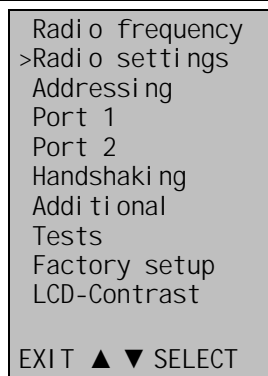 Radio frequency
>Radio settings
Addressing
Port 1
Port 2
Handshaking
Additional
Tests
Factory setup
LCD-Contrast
EXIT ▲ ▼ SELECT